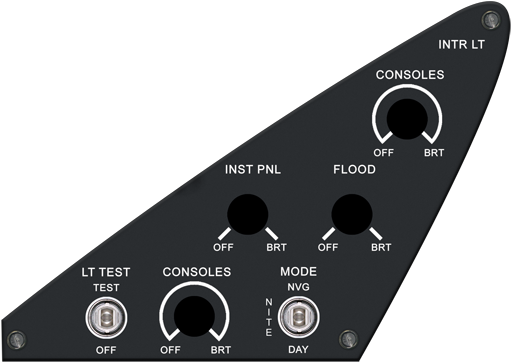 INTR LT
CONSOLES
OFF BRT
INST PNL FLOOD
OFF BRT OFF BRT
LT TEST CONSOLES MODE
TEST NVG
NITE
OFF OFF BRT DAY